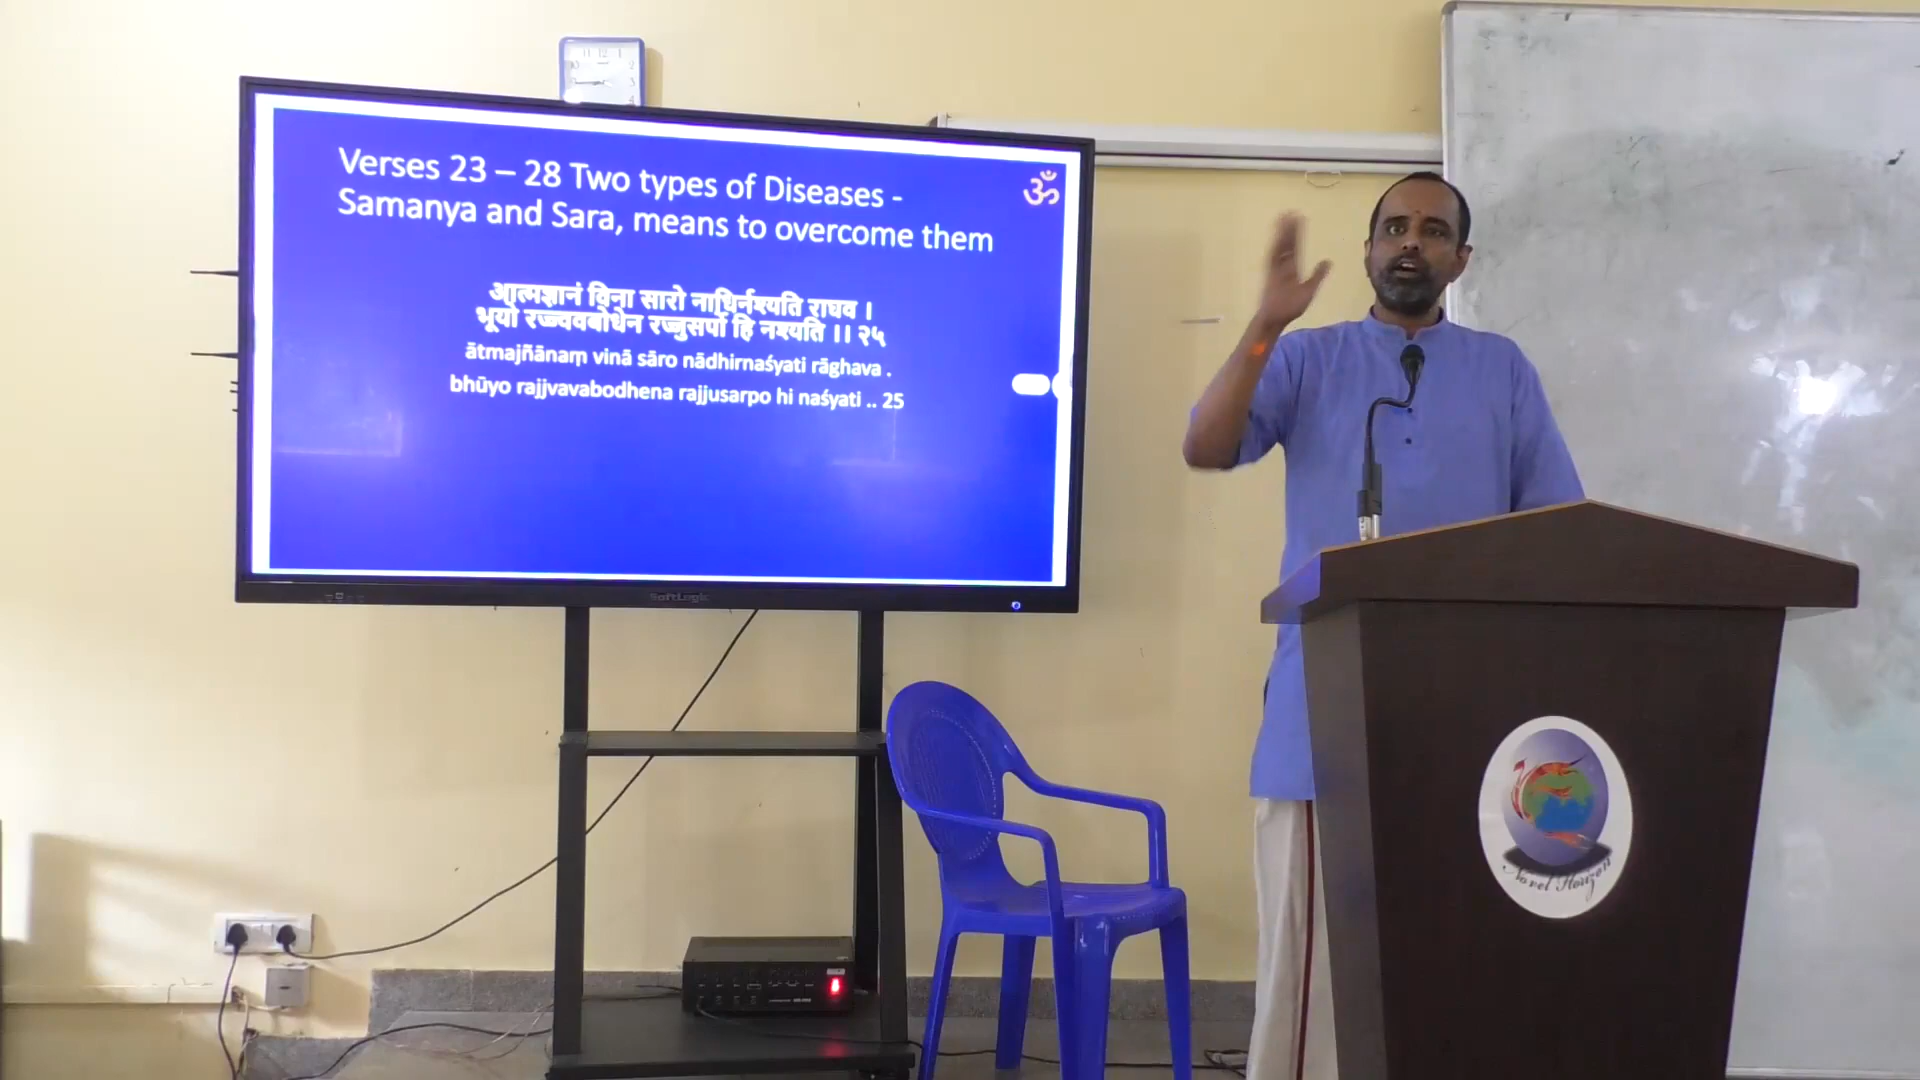 Verses 23 – 28 Two types of Diseases -
Samanya and Sara, means to overcome them
ॐ
आत्मज्ञानं विना सारो नाधिर्नश्यति राघव ।
भूयो रज्ज्ववबोधेन रज्जुसर्पो हि नश्यति ।। २५
ātmajñānaṃ vinā sāro nādhirnaśyati rāghava .
bhūyo rajjvavabodhena rajjusarpo hi naśyati .. 25
SoftLogic
Novel Horizon